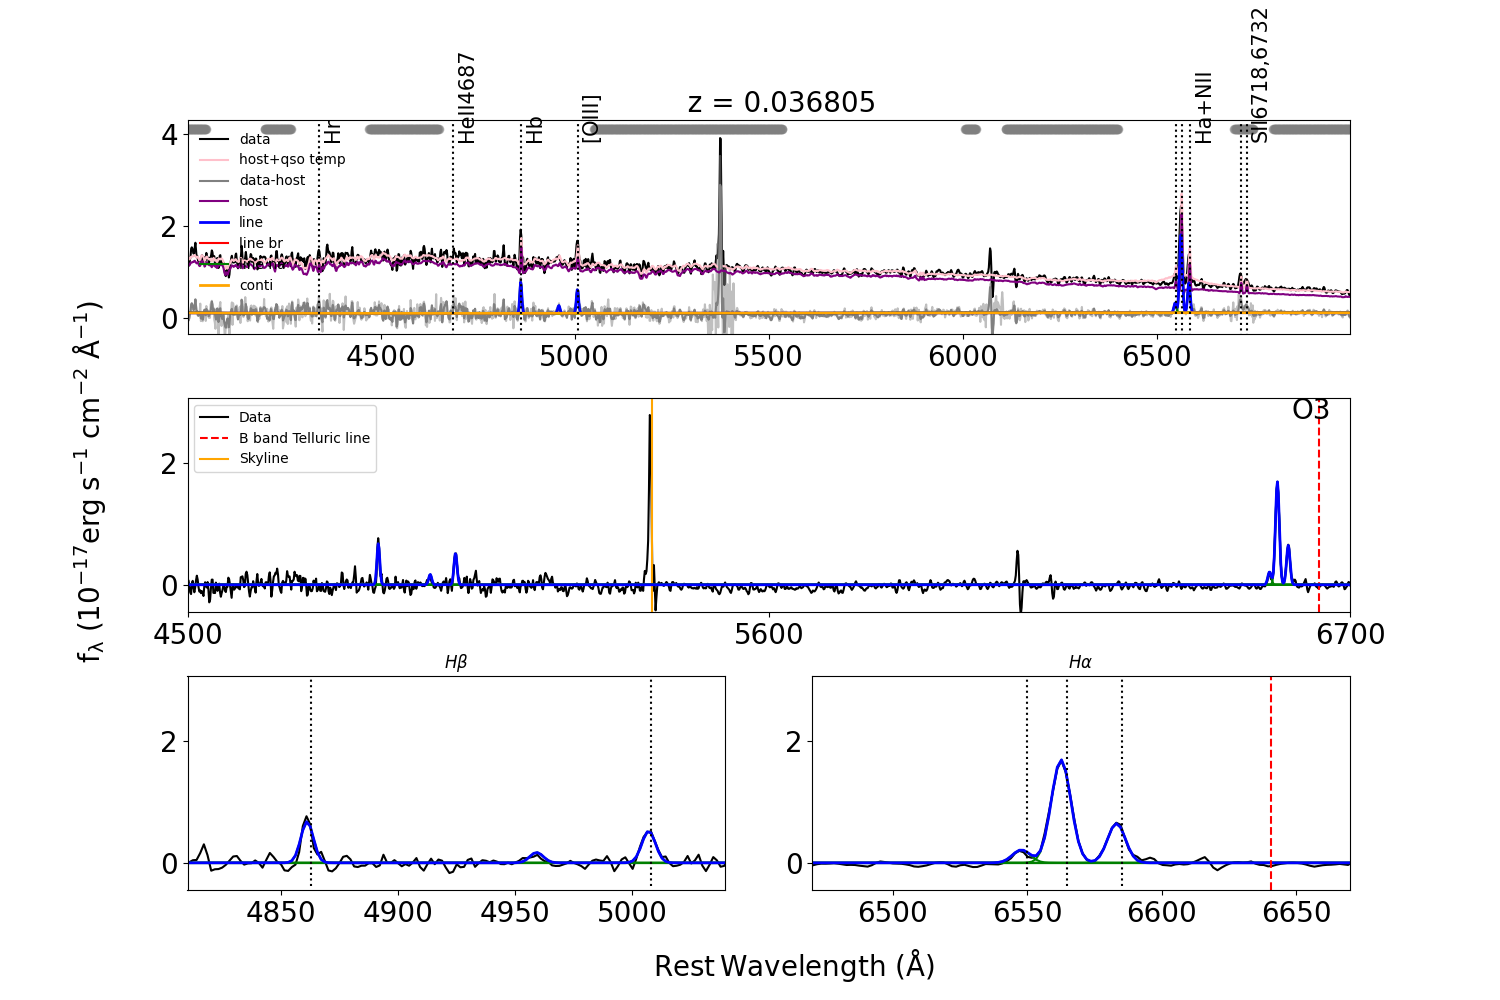 z = 0.036805
Hr
HeII4687
Hb
[OIII]
Ha+NII
SII6718,6732
data
host+qso temp
data-host
host
line
line br
conti
4
2
0
4500
5000
5500
6000
6500
fλ (10−17erg s−1 cm−2 Å−1)
Data
B band Telluric line
Skyline
O3
2
0
4500
5600
6700
Hβ
2
0
4850
4900
4950
5000
Hα
2
0
6500
6550
6600
6650
Rest Wavelength (Å)